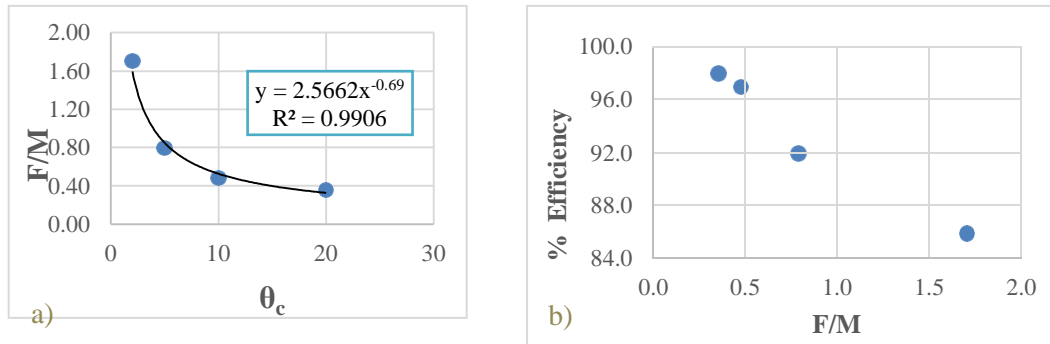 2.00
1.60
1.20
0.80
0.40
0.00
F/M
y = 2.5662x^-0.69
R² = 0.9906
0 10 20 30
θc
a)
100.0
96.0
92.0
88.0
84.0
% Efficiency
0.0 0.5 1.0 1.5 2.0
F/M
b)